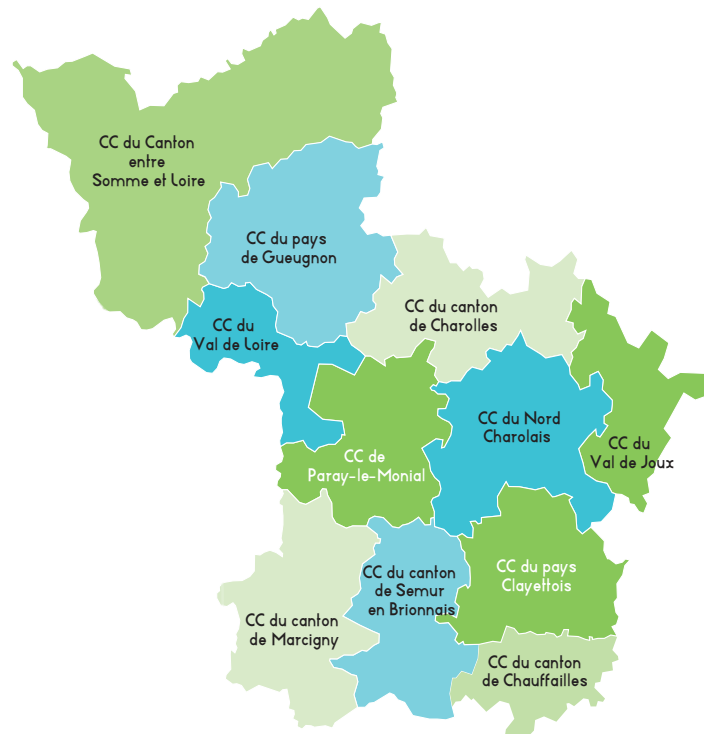 CC du Canton
entre
Somme et Loire
CC du pays
de Gueugnon
CC du canton
de Charolles
CC du
Val de Loire
CC du Nord
Charolais
CC du
Val de Joux
CC de
Paray-le-Monial
CC du pays
Clayettois
CC du canton
de Semur
en Brionnais
CC du canton
de Marcigny
CC du canton
de Chauffailles